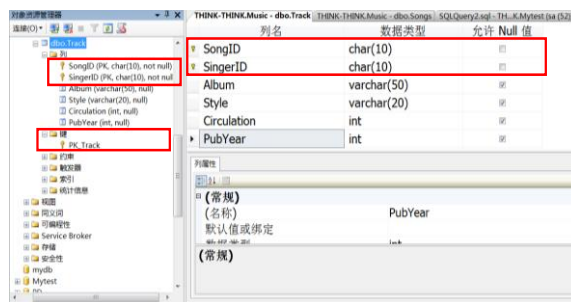 对象资源管理器
连接(O)
dbo.Track
列
SongID (PK, char(10), not null)
SingerID (PK, char(10), not null
Album (varchar(50), null)
Style (varchar(20), null)
Circulation (int, null)
PubYear (int, null)
键
PK_Track
约束
触发器
索引
统计信息
视图
同义词
可编程性
Service Broker
存储
安全性
mydb
Mytest
THINK-THINK.Music - dbo.Track THINK-THINK.Music - dbo.Songs SQLQuery2.sql - TH...K.Mytest (sa (52)
列名 数据类型 允许 Null 值
SongID char(10)
SingerID char(10)
Album varchar(50)
Style varchar(20)
Circulation int
PubYear int
列属性
(常规)
(名称) PubYear
默认值或绑定
数据类型 int
(常规)